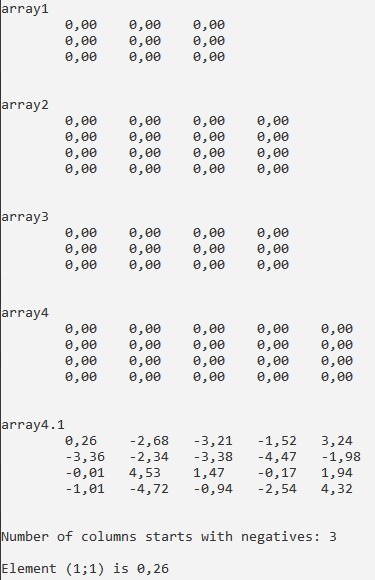 array1
0,00 0,00 0,00
0,00 0,00 0,00
0,00 0,00 0,00
array2
0,00 0,00 0,00 0,00
0,00 0,00 0,00 0,00
0,00 0,00 0,00 0,00
0,00 0,00 0,00 0,00
array3
0,00 0,00 0,00 0,00
0,00 0,00 0,00 0,00
0,00 0,00 0,00 0,00
array4
0,00 0,00 0,00 0,00 0,00
0,00 0,00 0,00 0,00 0,00
0,00 0,00 0,00 0,00 0,00
0,00 0,00 0,00 0,00 0,00
array4.1
0,26 -2,68 -3,21 -1,52 3,24
-3,36 -2,34 -3,38 -4,47 -1,98
-0,01 4,53 1,47 -0,17 1,94
-1,01 -4,72 -0,94 -2,54 4,32
Number of columns starts with negatives: 3
Element (1;1) is 0,26